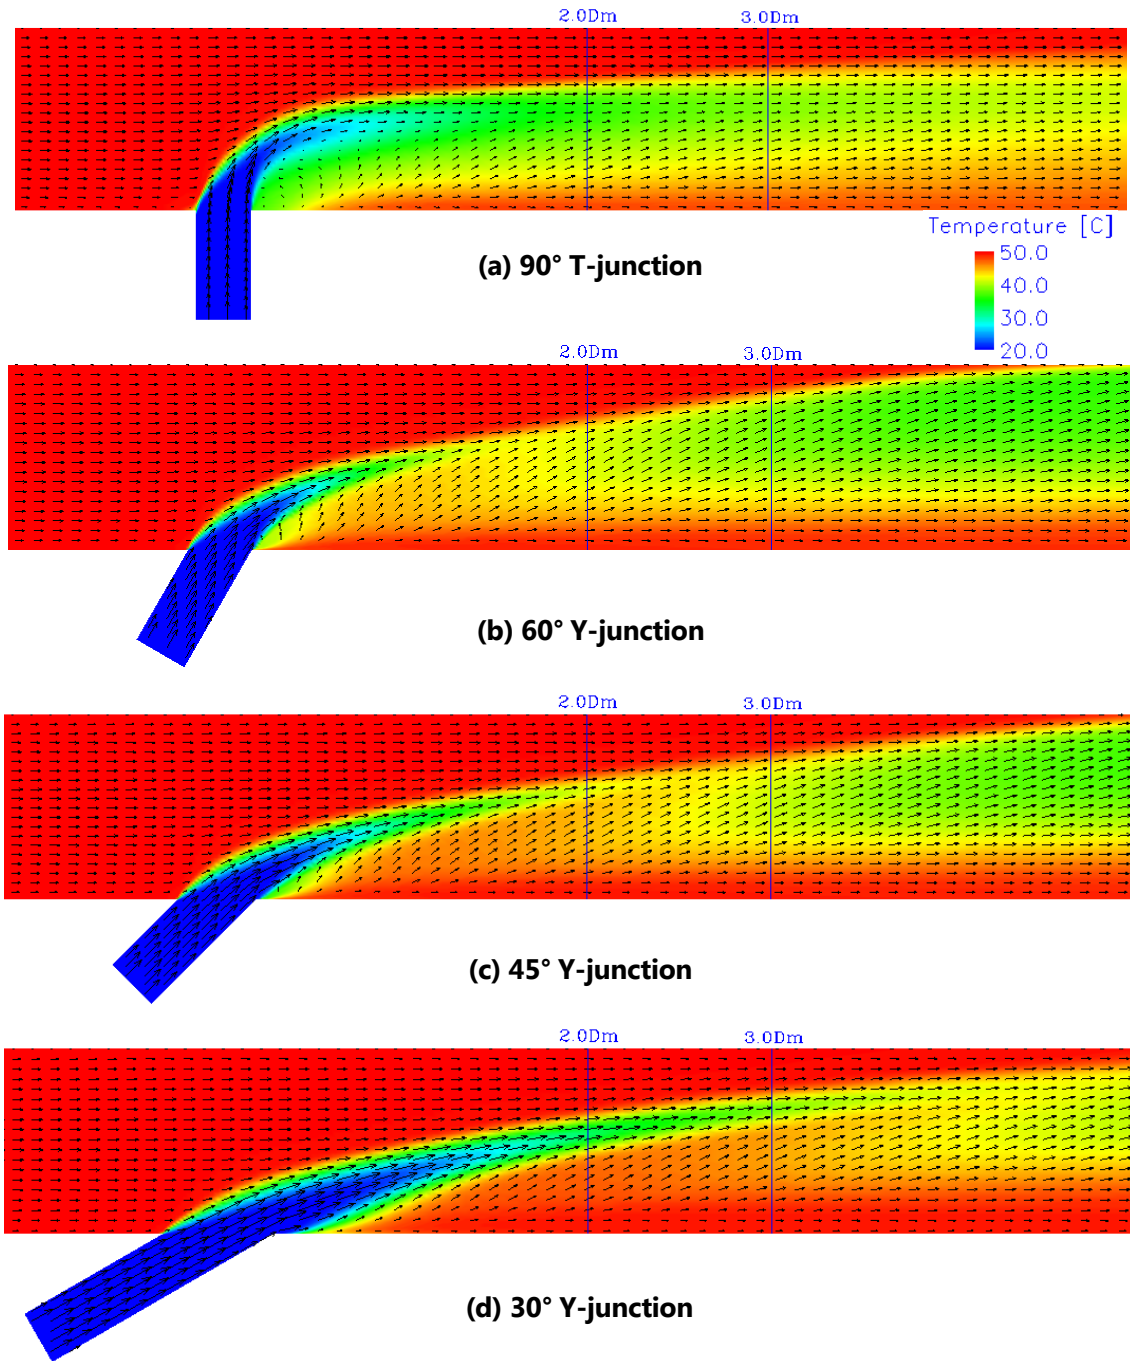 2.0Dm 3.0Dm
(a) 90° T-junction
Temperature [C]
50.0
40.0
30.0
20.0
2.0Dm 3.0Dm
(b) 60° Y-junction
2.0Dm 3.0Dm
(c) 45° Y-junction
2.0Dm 3.0Dm
(d) 30° Y-junction